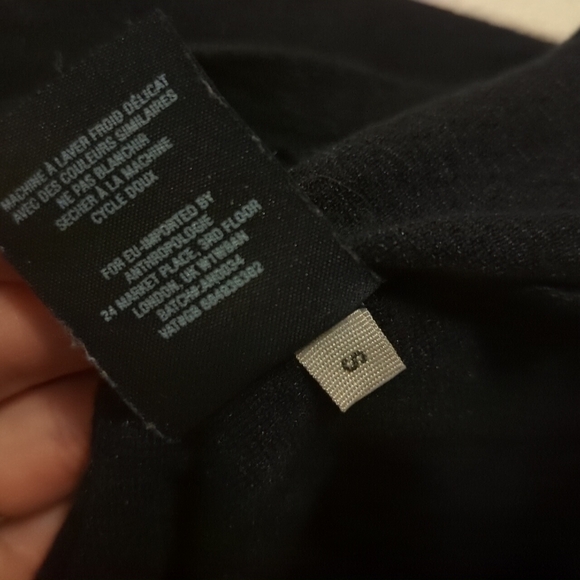 MACHINE À LAVER FROID DÉLICAT
AVEC DES COULEURS SIMILAIRES
NE PAS BLANCHIR
SECHER À LA MACHINE
CYCLE DOUX
FOR EU-IMPORTED BY
ANTHROPOLOGIE
24 MARKET PLACE, 3RD FLOOR
LONDON, UK
S